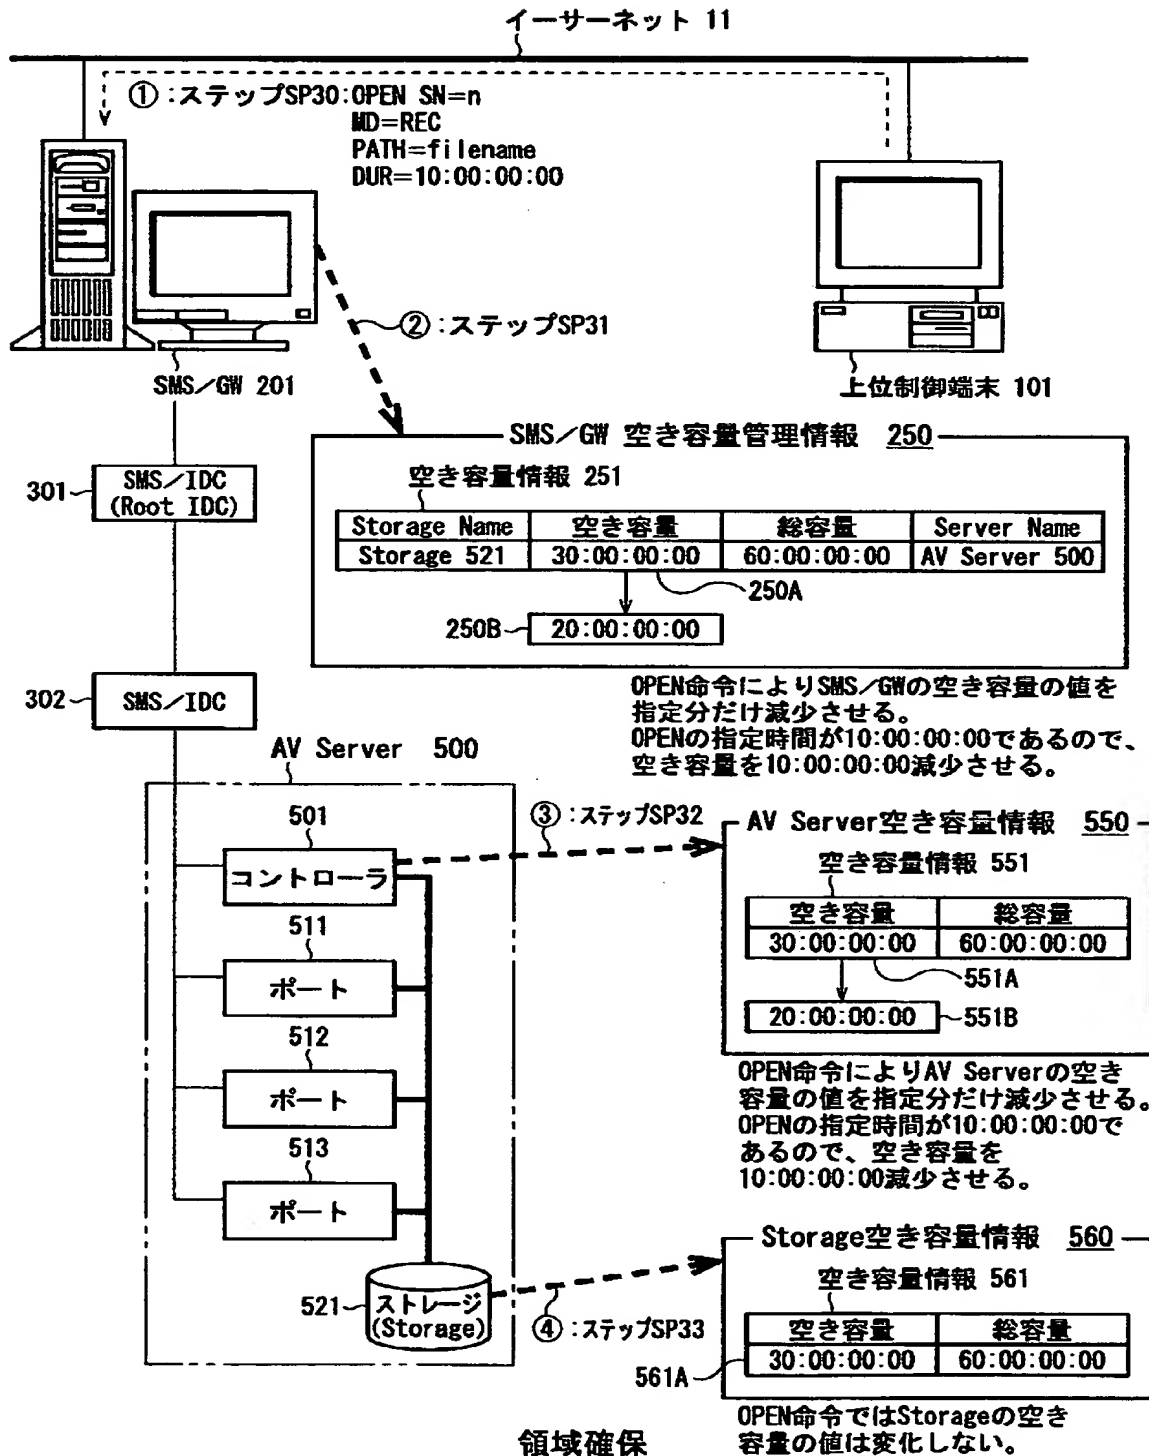 イーサーネット 11
①:ステップSP30:OPEN SN=n
MD=REC
PATH=filename
DUR=10:00:00:00
②:ステップSP31
SMS/GW 201
上位制御端末 101
SMS/GW 空き容量管理情報 250
空き容量情報 251
Storage Name 空き容量 総容量 Server Name
Storage 521 30:00:00:00 60:00:00:00 AV Server 500
250A
250B 20:00:00:00
301 SMS/IDC
(Root IDC)
302 SMS/IDC
OPEN命令によりSMS/GWの空き容量の値を
指定分だけ減少させる。
OPENの指定時間が10:00:00:00であるので、
空き容量を10:00:00:00減少させる。
AV Server 500
501
コントローラ
511
ポート
512
ポート
513
ポート
521 ストレージ
(Storage)
③:ステップSP32
AV Server空き容量情報 550
空き容量情報 551
空き容量 総容量
30:00:00:00 60:00:00:00
551A
20:00:00:00 551B
OPEN命令によりAV Serverの空き
容量の値を指定分だけ減少させる。
OPENの指定時間が10:00:00:00で
あるので、空き容量を
10:00:00:00減少させる。
④:ステップSP33
Storage空き容量情報 560
空き容量情報 561
空き容量 総容量
561A 30:00:00:00 60:00:00:00
OPEN命令ではStorageの空き
容量の値は変化しない。
領域確保